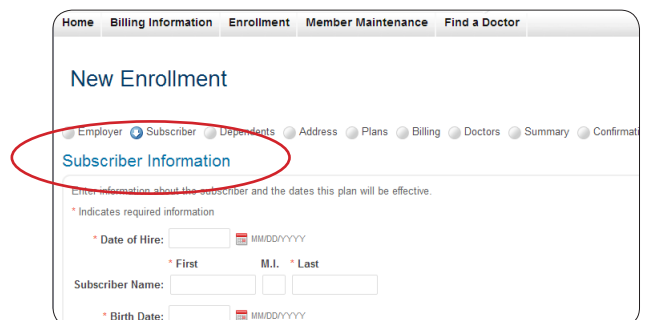 Home Billing Information Enrollment Member Maintenance Find a Doctor
New Enrollment
Employer Subscriber Dependents Address Plans Billing Doctors Summary Confirmati
Subscriber Information
Enter information about the subscriber and the dates this plan will be effective.
* Indicates required information
* Date of Hire: MM/DD/YYYY
* First M.I. * Last
Subscriber Name:
* Birth Date: MM/DD/YYYY